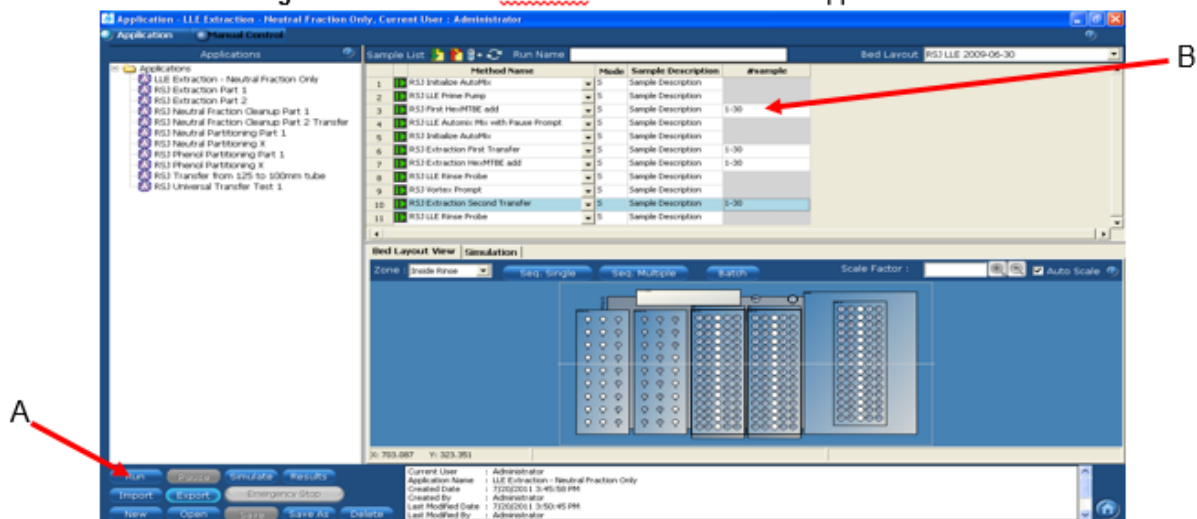 Application - LLE Extraction - Neutral Fraction Only, Current User : Administrator
Application Manual Control
Applications
Sample List Run Name Bed Layout RSJ LLE 2009-06-30
B
Applications
LLE Extraction - Neutral Fraction Only
RSJ Extraction Part 1
RSJ Extraction Part 2
RSJ Neutral Fraction Cleanup Part 1
RSJ Neutral Fraction Cleanup Part 2 Transfer
RSJ Neutral Partitioning Part 1
RSJ Neutral Partitioning X
RSJ Phenol Partitioning Part 1
RSJ Phenol Partitioning X
RSJ Transfer from 125 to 100mm tube
RSJ Universal Transfer Test 1
Method Name Mode Sample Description #sample
1 RSJ Initialize AutoMix S Sample Description
2 RSJ LLE Prime Pump S Sample Description
3 RSJ First HexMTBE add S Sample Description 1-30
4 RSJ LLE Automix Mix with Pause Prompt S Sample Description
5 RSJ Initialize AutoMix S Sample Description
6 RSJ Extraction First Transfer S Sample Description 1-30
7 RSJ Extraction HexMTBE add S Sample Description 1-30
8 RSJ LLE Rinse Probe S Sample Description
9 RSJ Vortex Prompt S Sample Description
10 RSJ Extraction Second Transfer S Sample Description 1-30
11 RSJ LLE Rinse Probe S Sample Description
Bed Layout View Simulation
Zone : Inside Rinse Seq. Single Seq. Multiple Batch Scale Factor : Auto Scale
X: 703.087 Y: 323.351
A
Run Pause Simulate Results
Import Export Emergency Stop
New Open Save Save As Delete
Current User : Administrator
Application Name : LLE Extraction - Neutral Fraction Only
Created Date : 7/20/2011 3:45:58 PM
Created By : Administrator
Last Modified Date : 7/20/2011 3:50:45 PM
Last Modified By : Administrator